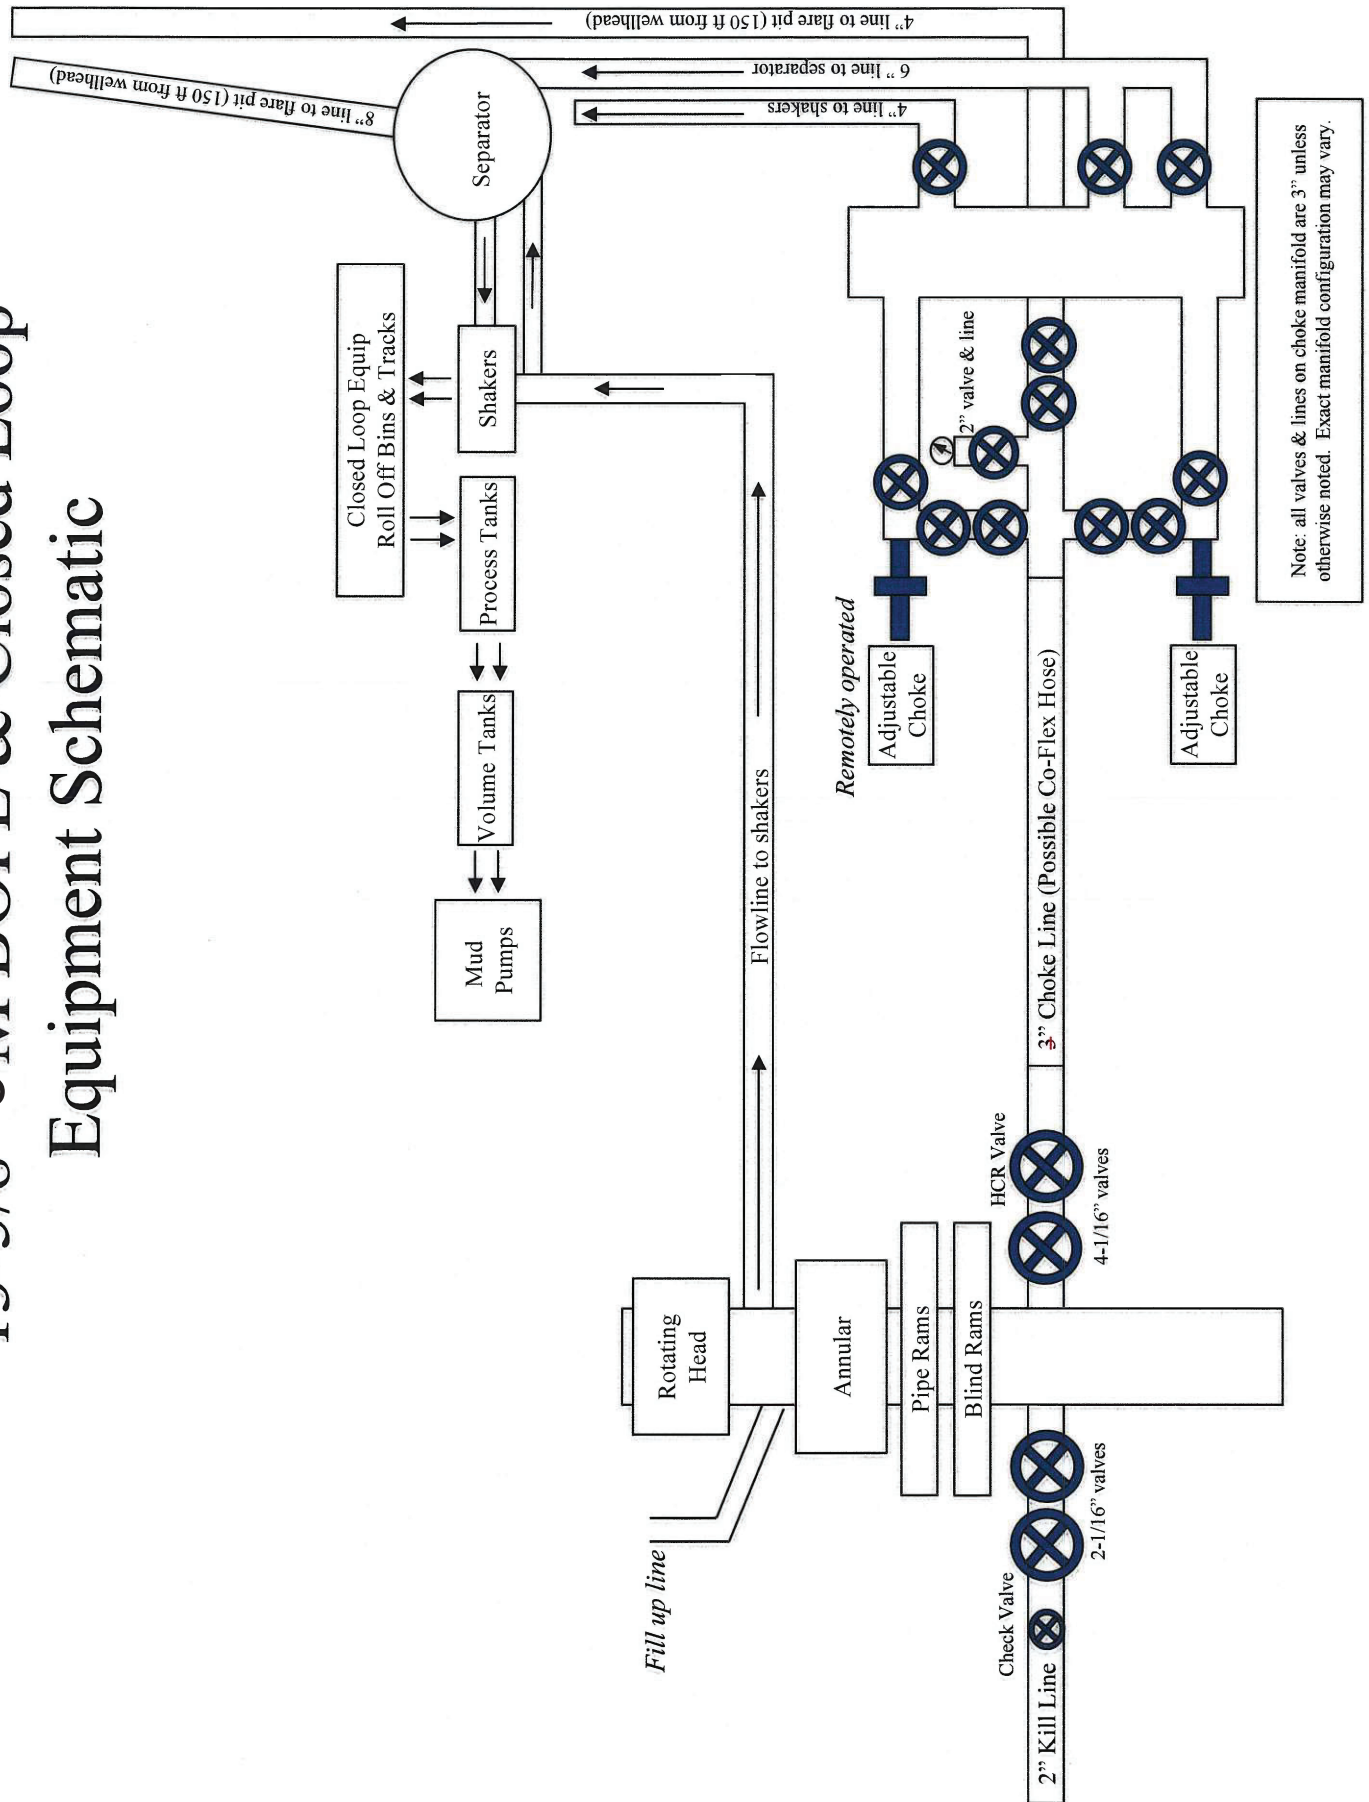 BOPE & Closed Loop
Equipment Schematic
4” line to flare pit (150 ft from wellhead)
8” line to flare pit (150 ft from wellhead)
6” line to separator
4” line to shakers
Separator
Closed Loop Equip
Roll Off Bins & Tracks
Shakers
Process Tanks
Volume Tanks
Mud
Pumps
Flowline to shakers
Fill up line
Rotating
Head
Annular
Pipe Rams
Blind Rams
Check Valve
2” Kill Line
2-1/16” valves
HCR Valve
4-1/16” valves
3” Choke Line (Possible Co-Flex Hose)
Remotely operated
Adjustable
Choke
2” valve & line
Adjustable
Choke
Note: all valves & lines on choke manifold are 3” unless
otherwise noted. Exact manifold configuration may vary.